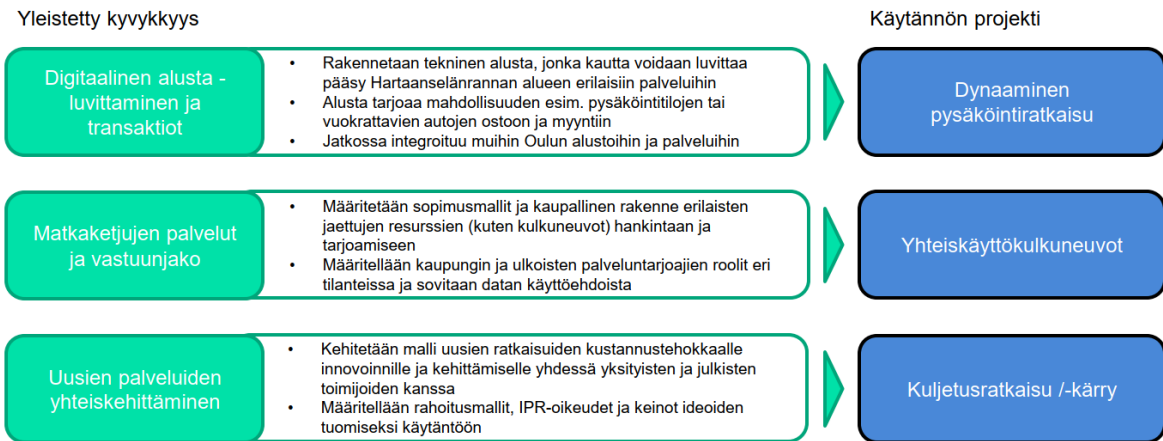 Yleistetty kyvykkyys
Käytännön projekti
Digitaalinen alusta -
luvittaminen ja
transaktiot
• Rakennetaan tekninen alusta, jonka kautta voidaan luvittaa
pääsy Hartaanselänrannan alueen erilaisiin palveluihin
• Alusta tarjoaa mahdollisuuden esim. pysäköintitilojen tai
vuokrattavien autojen ostoon ja myyntiin
• Jatkossa integroituu muihin Oulun alustoihin ja palveluihin
Dynaaminen
pysäköintiratkaisu
Matkaketjujen palvelut
ja vastuunjako
• Määritetään sopimusmallit ja kaupallinen rakenne erilaisten
jaettujen resurssien (kuten kulkuneuvot) hankintaan ja
tarjoamiseen
• Määritellään kaupungin ja ulkoisten palveluntarjoajien roolit eri
tilanteissa ja sovitaan datan käyttöehdoista
Yhteiskäyttökulkuneuvot
Uusien palveluiden
yhteiskehittäminen
• Kehitetään malli uusien ratkaisuiden kustannustehokkaalle
innovoinnille ja kehittämiselle yhdessä yksityisten ja julkisten
toimijoiden kanssa
• Määritellään rahoitusmallit, IPR-oikeudet ja keinot ideoiden
tuomiseksi käytäntöön
Kuljetusratkaisu /-kärry